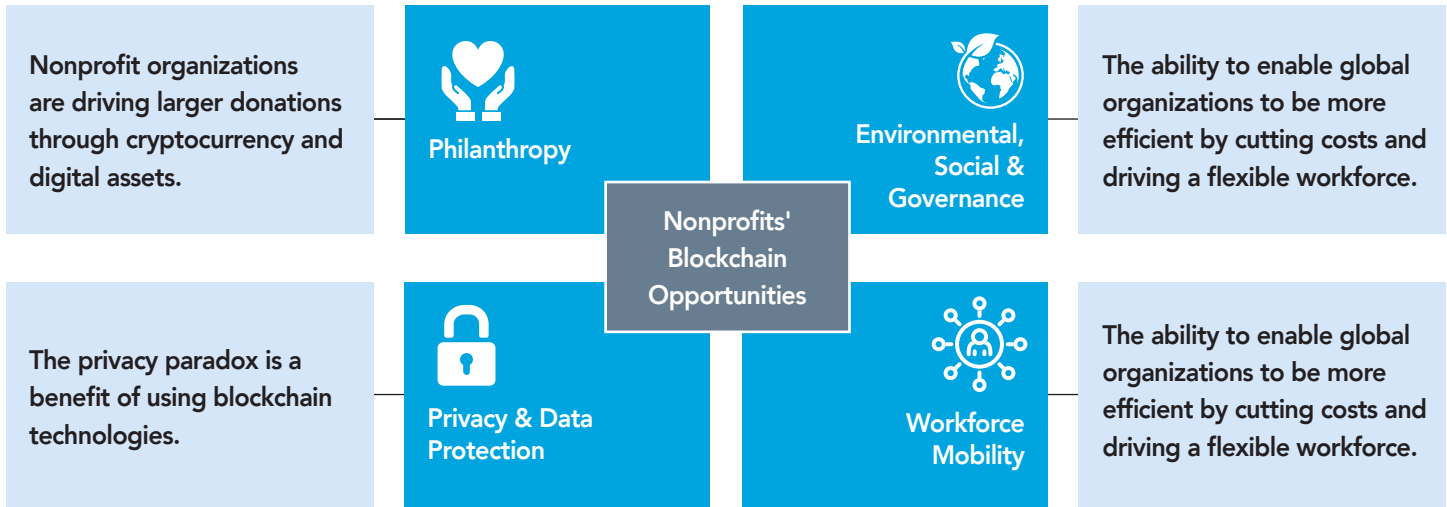 Nonprofit organizations
are driving larger donations
through cryptocurrency and
digital assets.
Philanthropy
Environmental,
Social &
Governance
The ability to enable global
organizations to be more
efficient by cutting costs and
driving a flexible workforce.
Nonprofits'
Blockchain
Opportunities
The privacy paradox is a
benefit of using blockchain
technologies.
Privacy & Data
Protection
Workforce
Mobility
The ability to enable global
organizations to be more
efficient by cutting costs and
driving a flexible workforce.